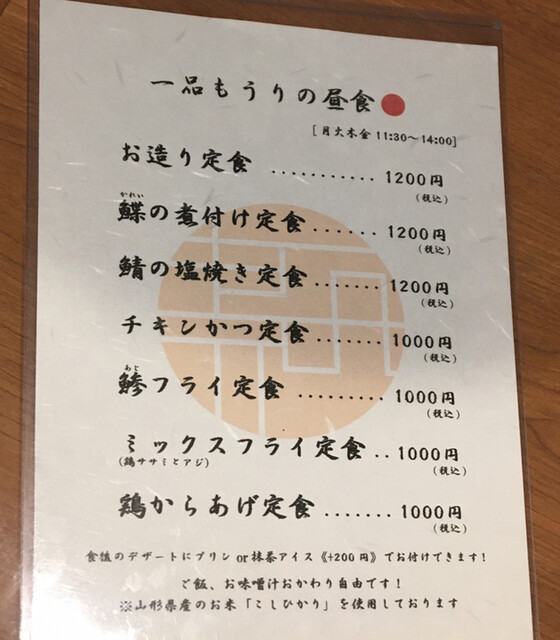 一品もうりの昼食
[月火木金 11:30～14:00]
お造り定食 ........... 1200円
(税込)
かれい
鰈の煮付け定食 ....... 1200円
(税込)
鯖の塩焼き定食 ....... 1200円
(税込)
チキンかつ定食 ....... 1000円
(税込)
あじ
鯵フライ定食 ......... 1000円
(税込)
ミックスフライ定食 .. 1000円
(鶏ササミとアジ) (税込)
鶏からあげ定食 ....... 1000円
(税込)
食後のデザートにプリン or 抹茶アイス《+200円》でお付けできます!
ご飯、お味噌汁おかわり自由です!
※山形県産のお米「こしひかり」を使用しております